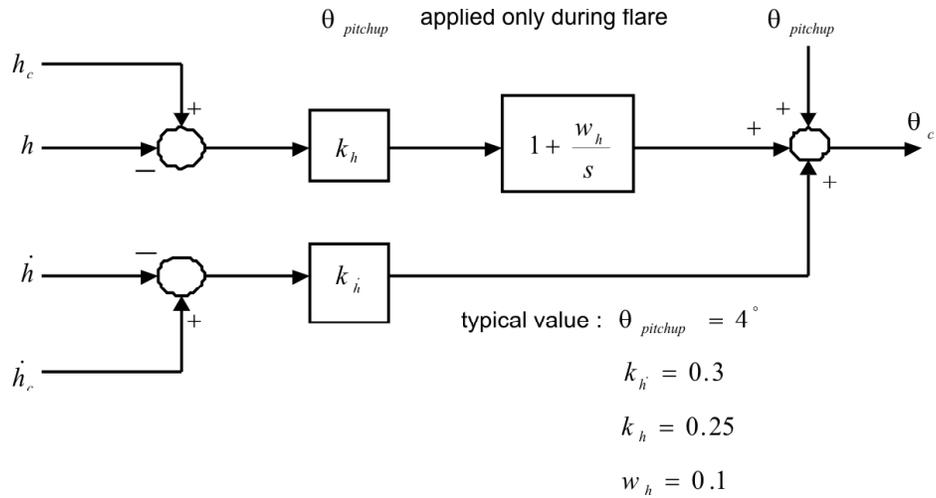 θ pitchup applied only during flare
θ pitchup
h c
+
+
+
θ c
h
−
k h
1 + w h / s
+
ḣ
−
k ḣ
+
ḣ c
typical value : θ pitchup = 4°
k ḣ = 0.3
k h = 0.25
w h = 0.1